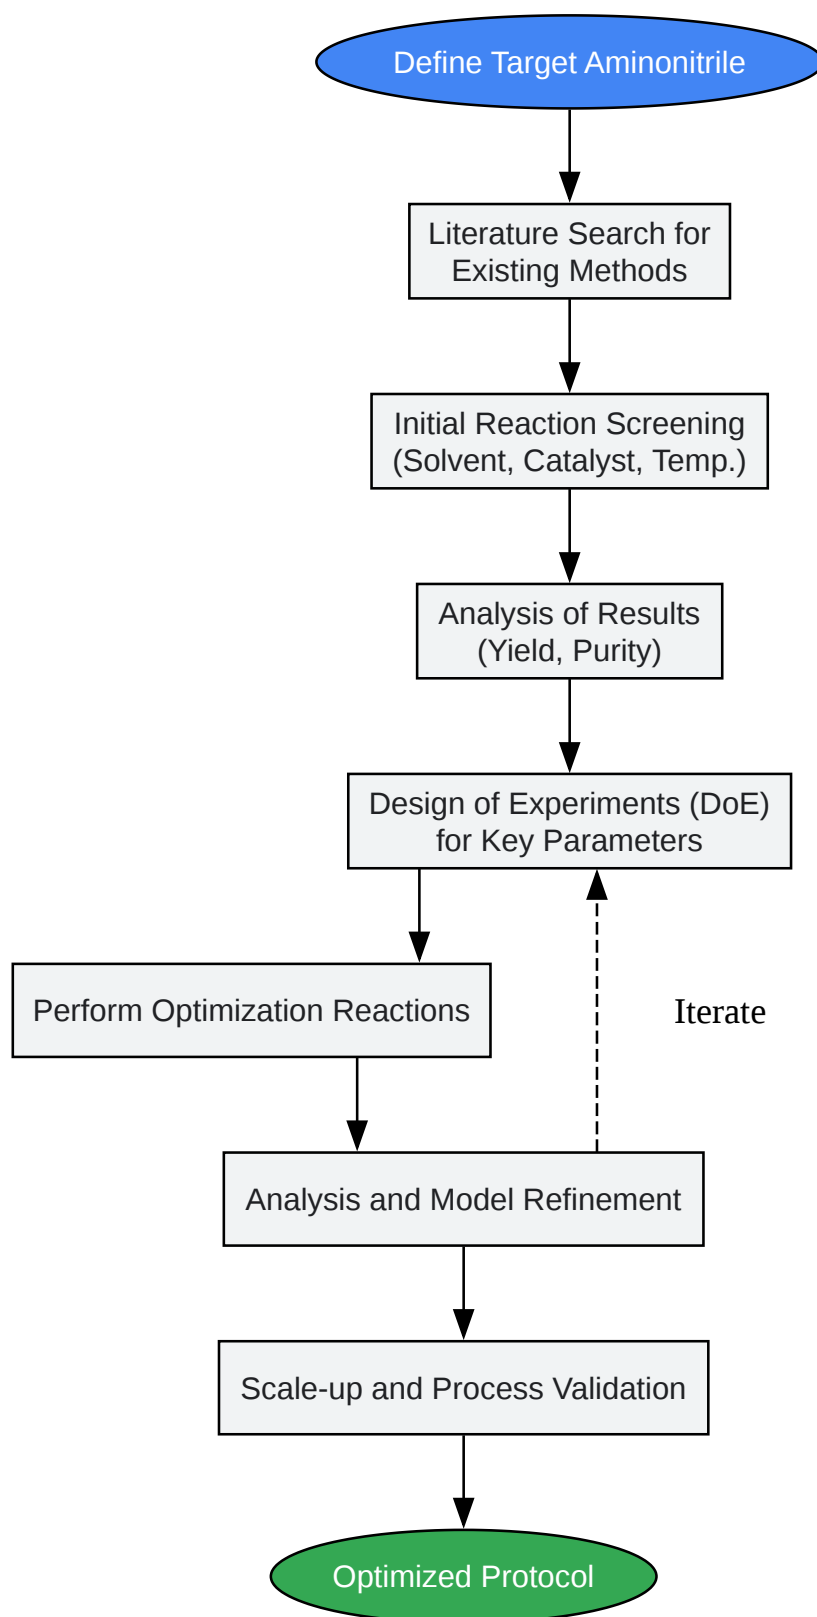 Define Target Aminonitrile
Literature Search for
Existing Methods
Initial Reaction Screening
(Solvent, Catalyst, Temp.)
Analysis of Results
(Yield, Purity)
Design of Experiments (DoE)
for Key Parameters
Perform Optimization Reactions
Iterate
Analysis and Model Refinement
Scale-up and Process Validation
Optimized Protocol